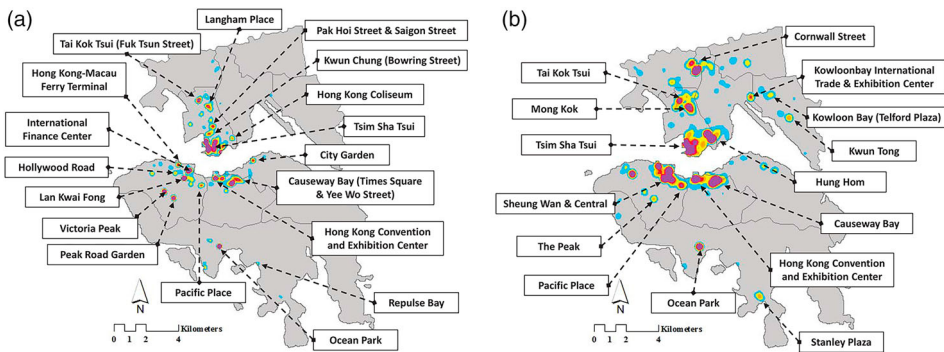 (a)
Langham Place
Tai Kok Tsui (Fuk Tsun Street)
Pak Hoi Street & Saigon Street
Hong Kong-Macau
Ferry Terminal
Kwun Chung (Bowring Street)
Hong Kong Coliseum
International
Finance Center
Tsim Sha Tsui
Hollywood Road
City Garden
Lan Kwai Fong
Causeway Bay (Times Square
& Yee Wo Street)
Victoria Peak
Hong Kong Convention
and Exhibition Center
Peak Road Garden
Pacific Place
Repulse Bay
Ocean Park
N
Kilometers
0 1 2 4
(b)
Cornwall Street
Tai Kok Tsui
Kowloonbay International
Trade & Exhibition Center
Mong Kok
Kowloon Bay (Telford Plaza)
Tsim Sha Tsui
Kwun Tong
Hung Hom
Sheung Wan & Central
Causeway Bay
The Peak
Hong Kong Convention
and Exhibition Center
Pacific Place
Ocean Park
Stanley Plaza
N
Kilometers
0 1 2 4